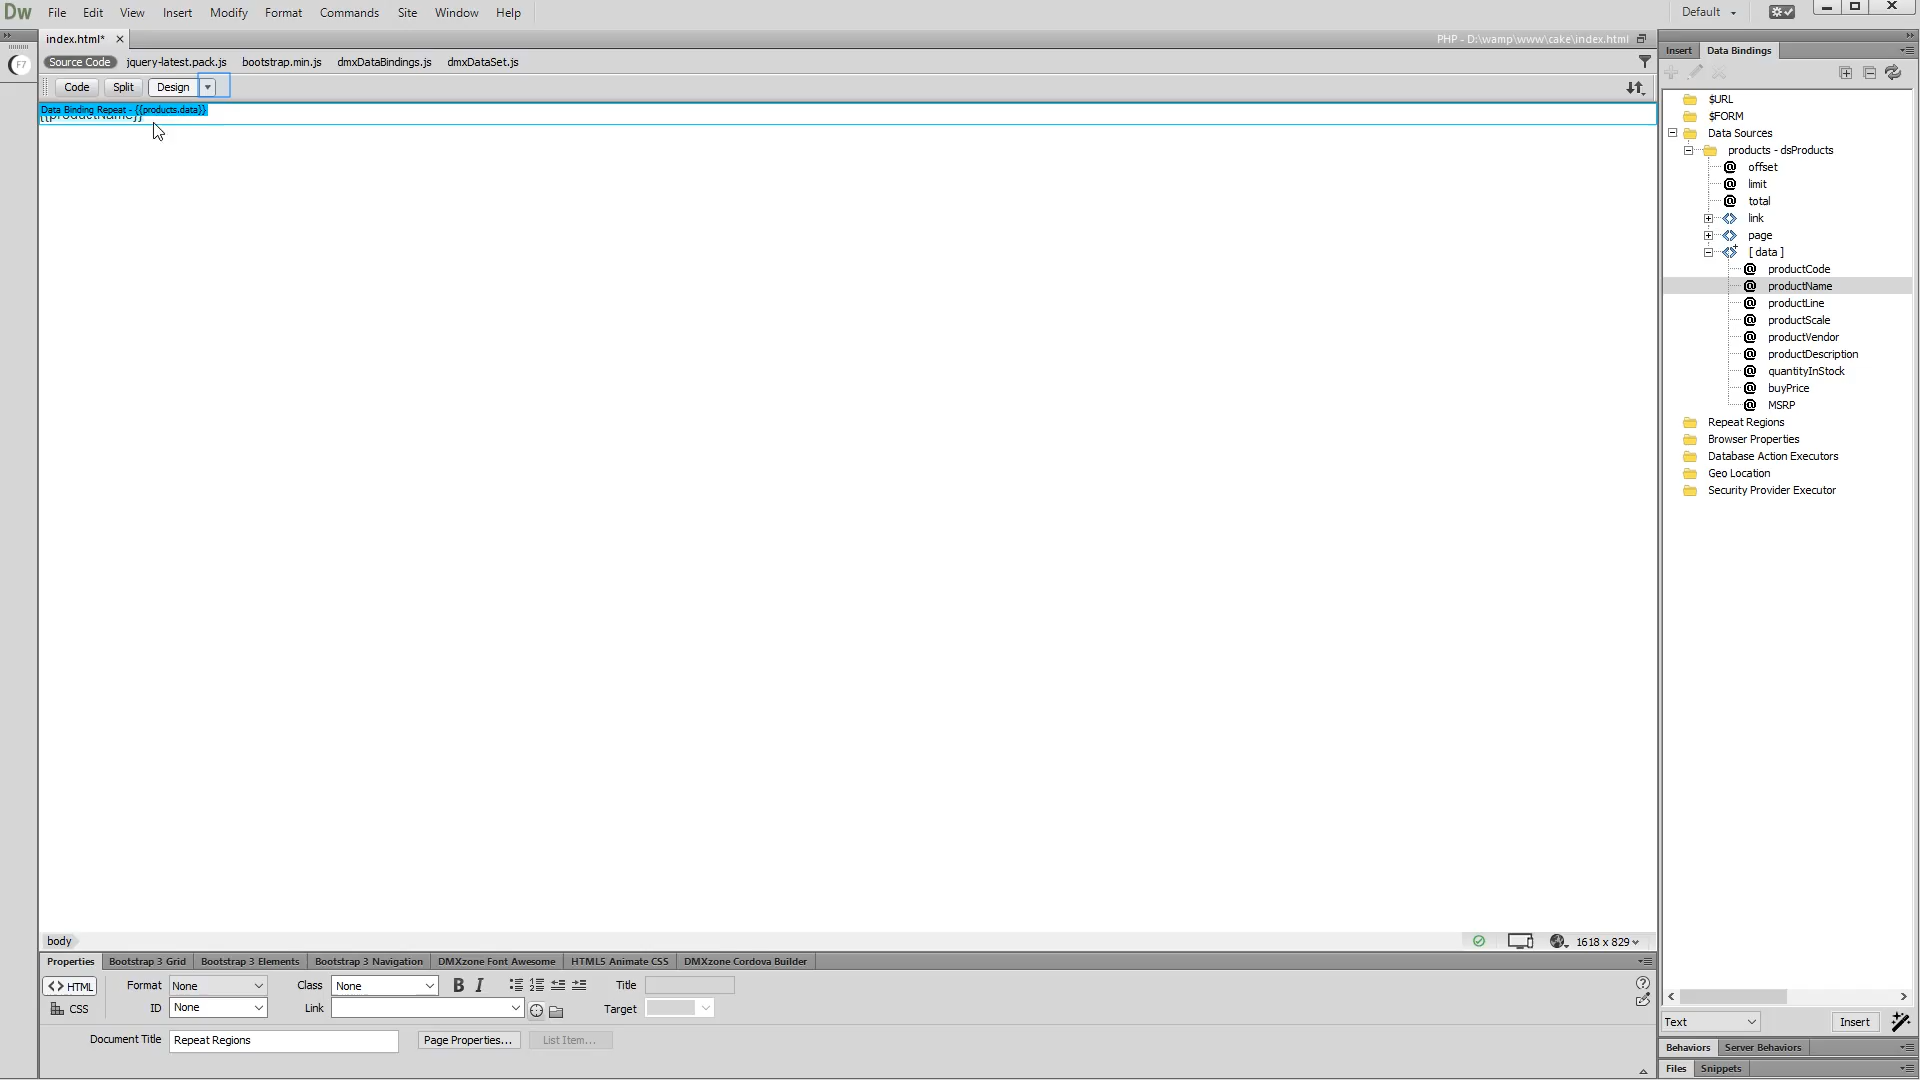 Dw File Edit View Insert Modify Format Commands Site Window Help Default
index.html* × PHP - D:\wamp\www\cake\index.html
Source Code jquery-latest.pack.js bootstrap.min.js dmxDataBindings.js dmxDataSet.js
Code Split Design
Data Binding Repeat - {{products.data}}
{{productName}}
body 1618 x 829
Properties Bootstrap 3 Grid Bootstrap 3 Elements Bootstrap 3 Navigation DMXzone Font Awesome HTML5 Animate CSS DMXzone Cordova Builder
<> HTML Format None Class None B I Title
CSS ID None Link Target
Document Title Repeat Regions Page Properties... List Item...
F7
Insert Data Bindings
$URL
$FORM
Data Sources
products - dsProducts
@ offset
@ limit
@ total
link
page
[ data ]
@ productCode
@ productName
@ productLine
@ productScale
@ productVendor
@ productDescription
@ quantityInStock
@ buyPrice
@ MSRP
Repeat Regions
Browser Properties
Database Action Executors
Geo Location
Security Provider Executor
Text Insert
Behaviors Server Behaviors
Files Snippets